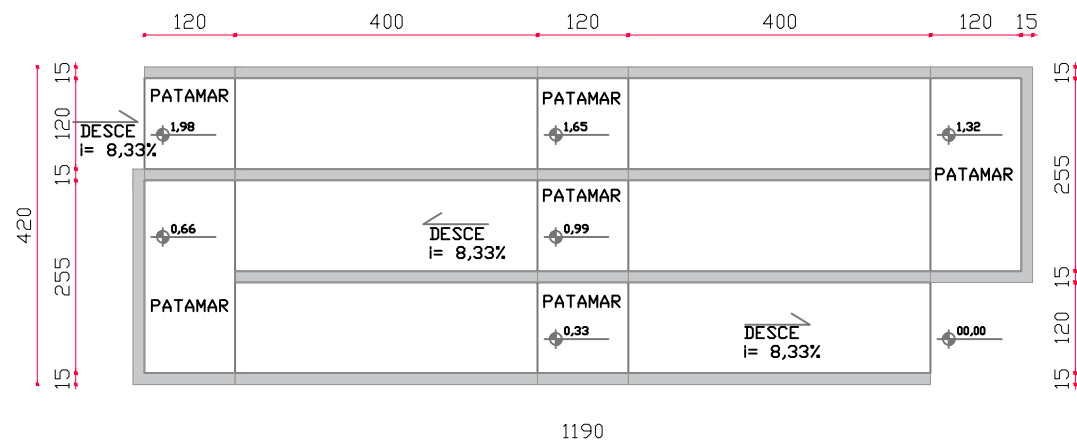 120 400 120 400 120 15
15 15
PATAMAR PATAMAR
120 1,98 1,65 1,32
DESCE
i= 8,33%
15 PATAMAR 255
PATAMAR
420 0,66 0,99
DESCE
i= 8,33%
255 15
PATAMAR PATAMAR
DESCE 0,33 00,00 120
i= 8,33%
15 15
1190